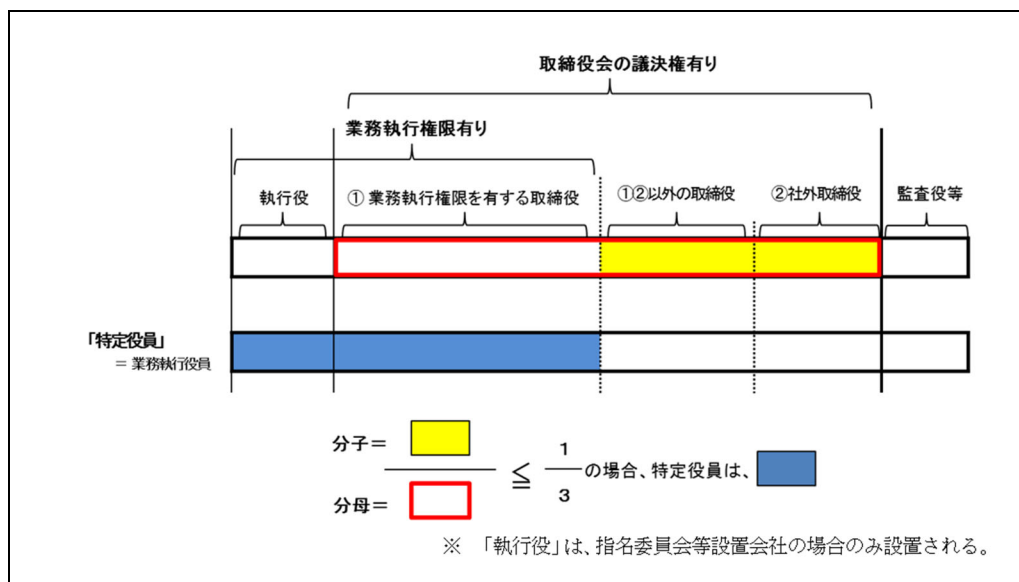 取締役会の議決権有り
業務執行権限有り
執行役
① 業務執行権限を有する取締役
①②以外の取締役
②社外取締役
監査役等
「特定役員」
＝ 業務執行役員
分子＝
分母＝
≦
1
3
の場合、特定役員は、
※ 「執行役」は、指名委員会等設置会社の場合のみ設置される。